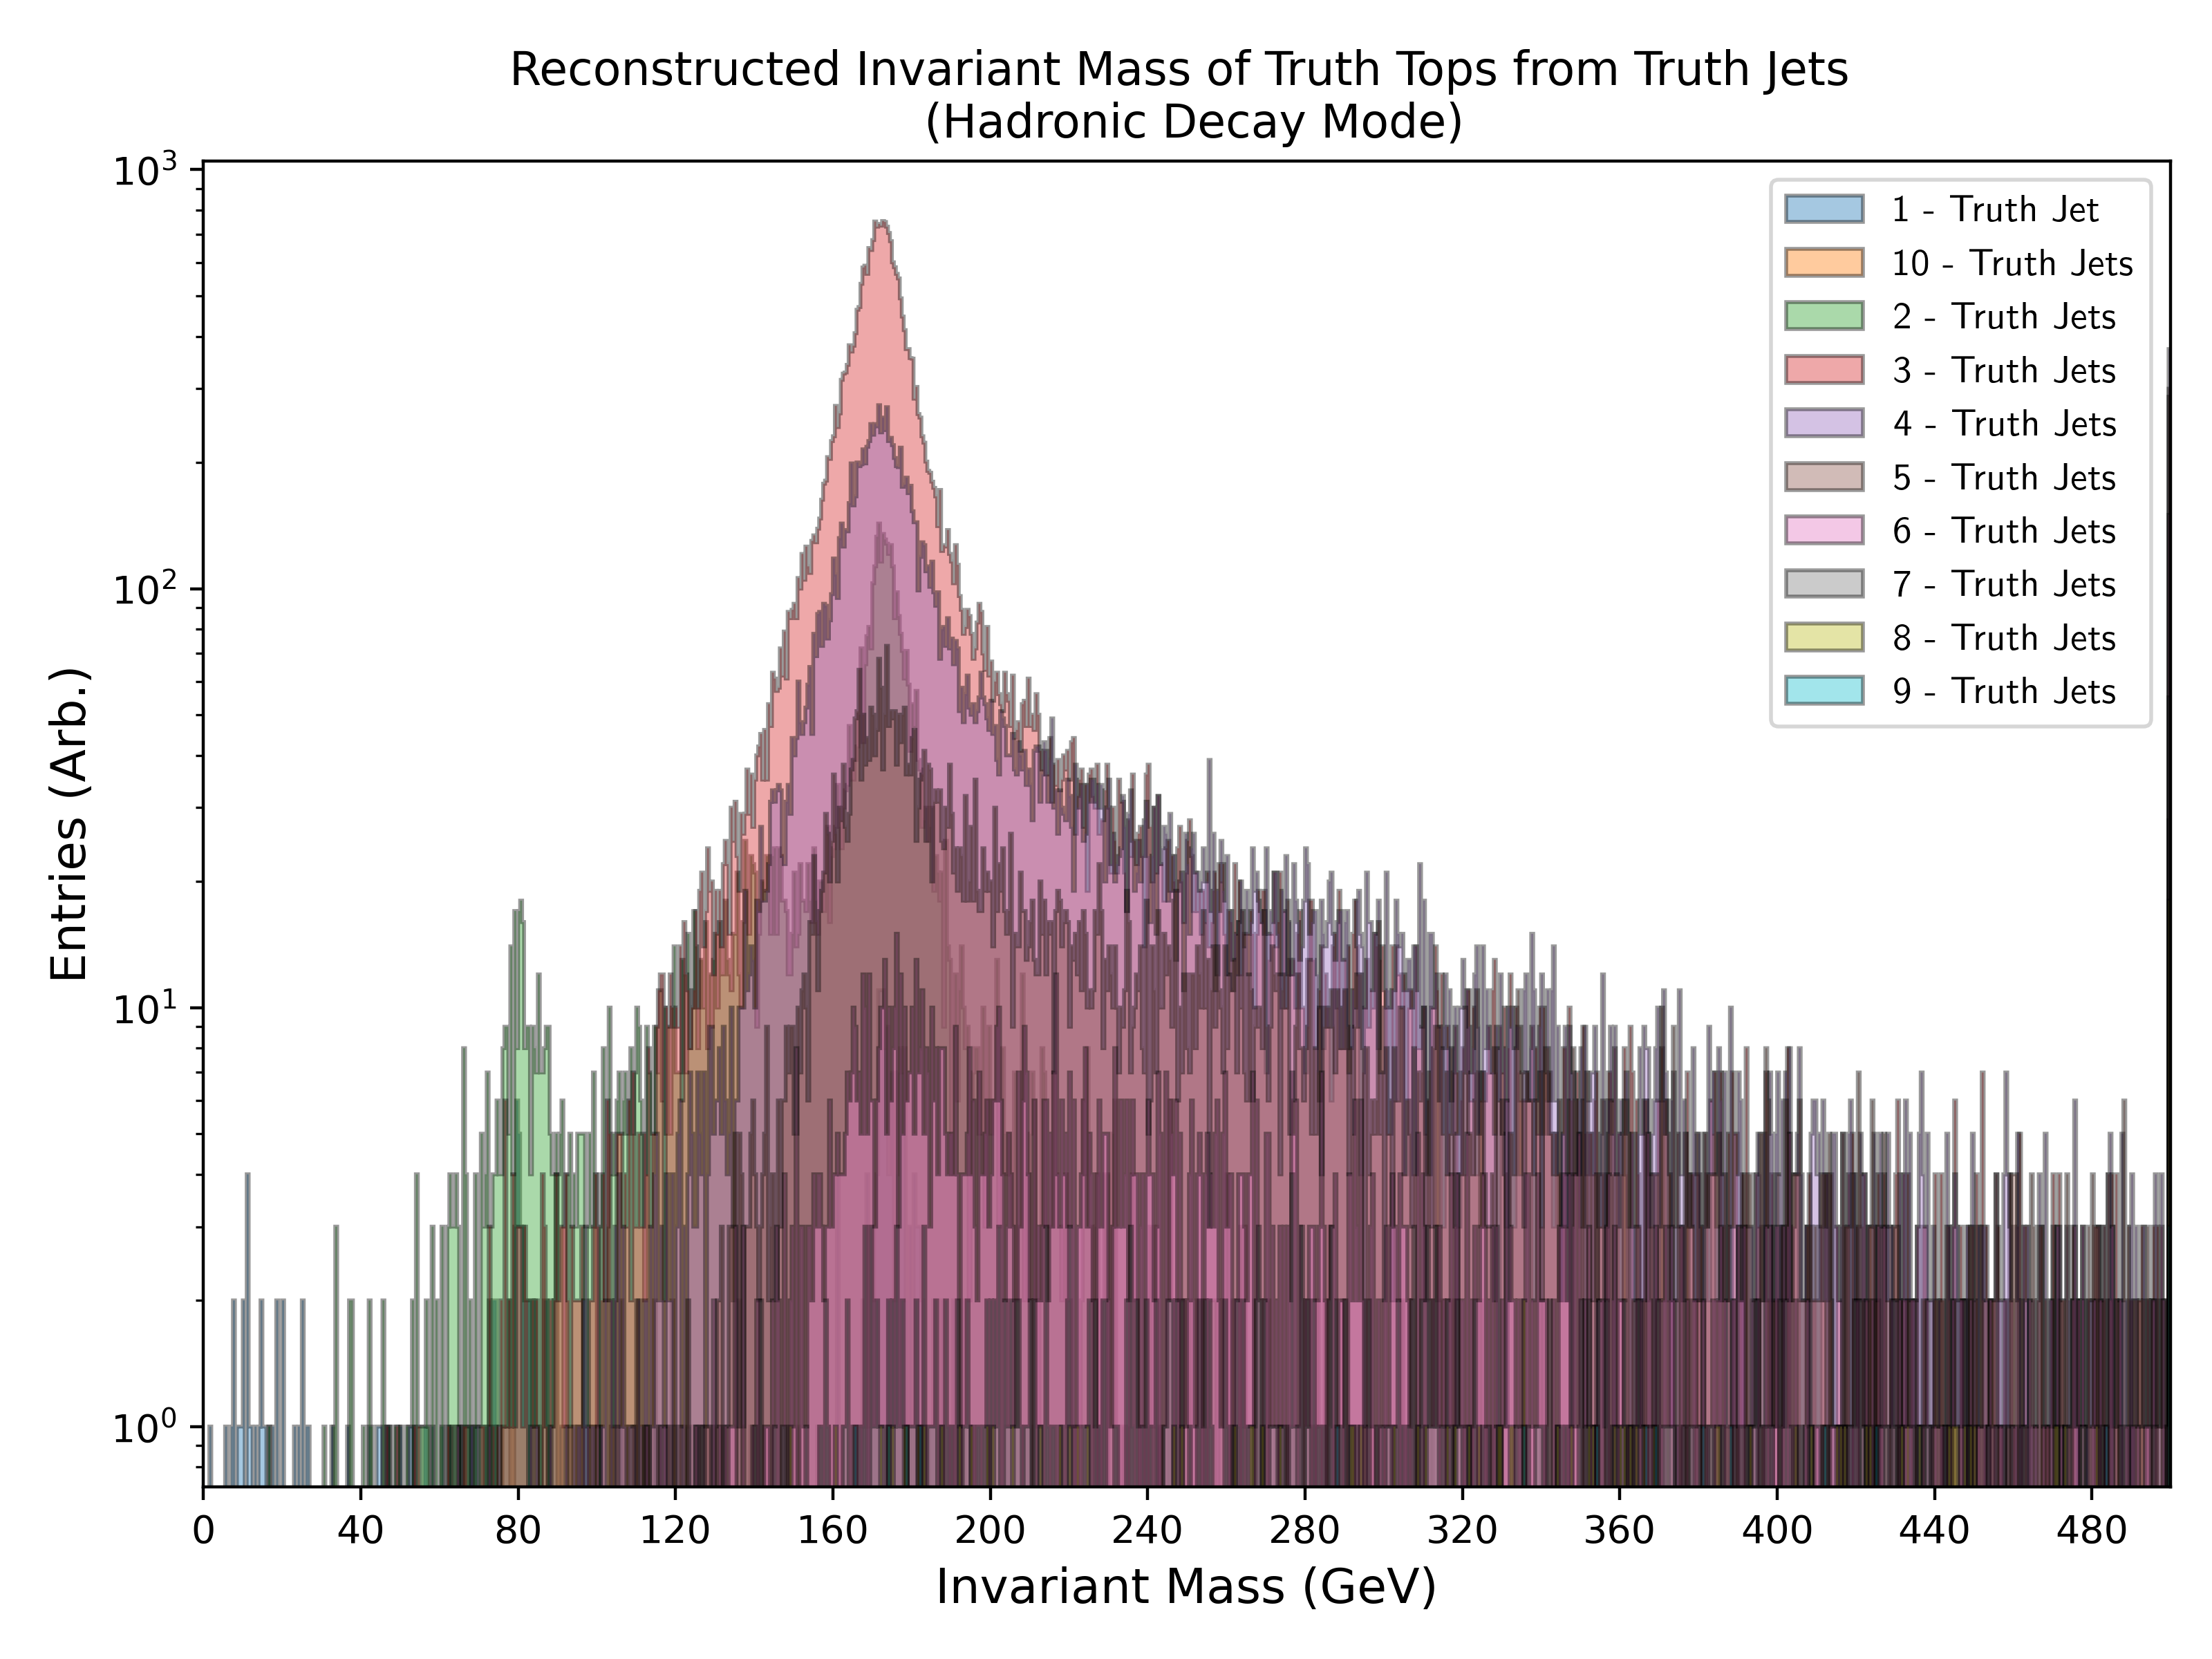 Reconstructed Invariant Mass of Truth Tops from Truth Jets
(Hadronic Decay Mode)
10³
10²
10¹
10⁰
Entries (Arb.)
1 - Truth Jet
10 - Truth Jets
2 - Truth Jets
3 - Truth Jets
4 - Truth Jets
5 - Truth Jets
6 - Truth Jets
7 - Truth Jets
8 - Truth Jets
9 - Truth Jets
0 40 80 120 160 200 240 280 320 360 400 440 480
Invariant Mass (GeV)